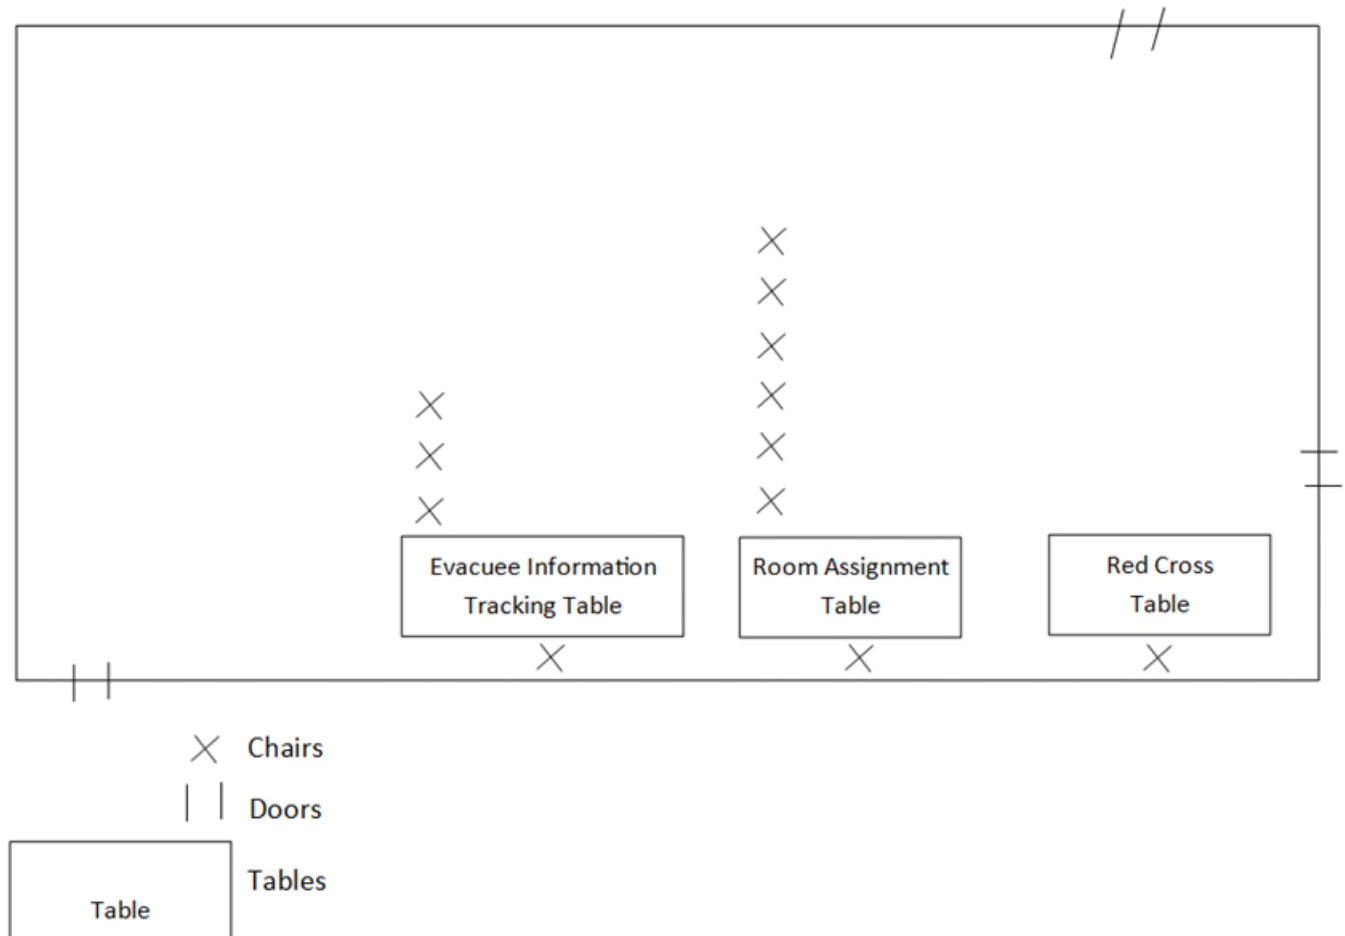 Evacuee Information
Tracking Table
Room Assignment
Table
Red Cross
Table
Chairs
Doors
Tables
Table